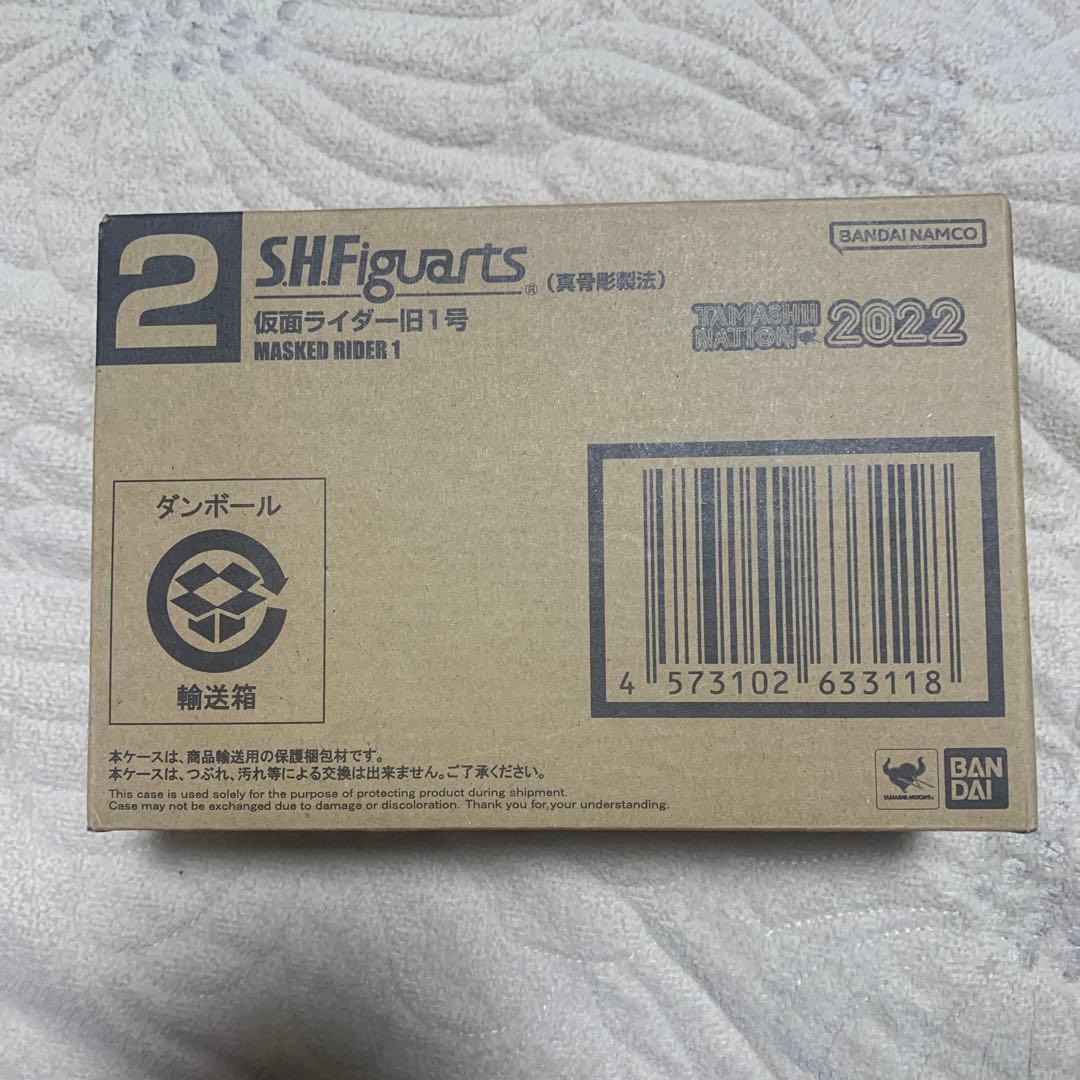 2
S.H.Figuarts® (真骨彫製法)
仮面ライダー旧1号
MASKED RIDER 1
BANDAI NAMCO
TAMASHII NATION 2022
ダンボール
輸送箱
4 573102 633118
本ケースは、商品輸送用の保護梱包材です。
本ケースは、つぶれ、汚れ等による交換は出来ません。ご了承ください。
This case is used solely for the purpose of protecting product during shipment.
Case may not be exchanged due to damage or discoloration. Thank you for your understanding.
TAMASHII NATIONS
BAN
DAI